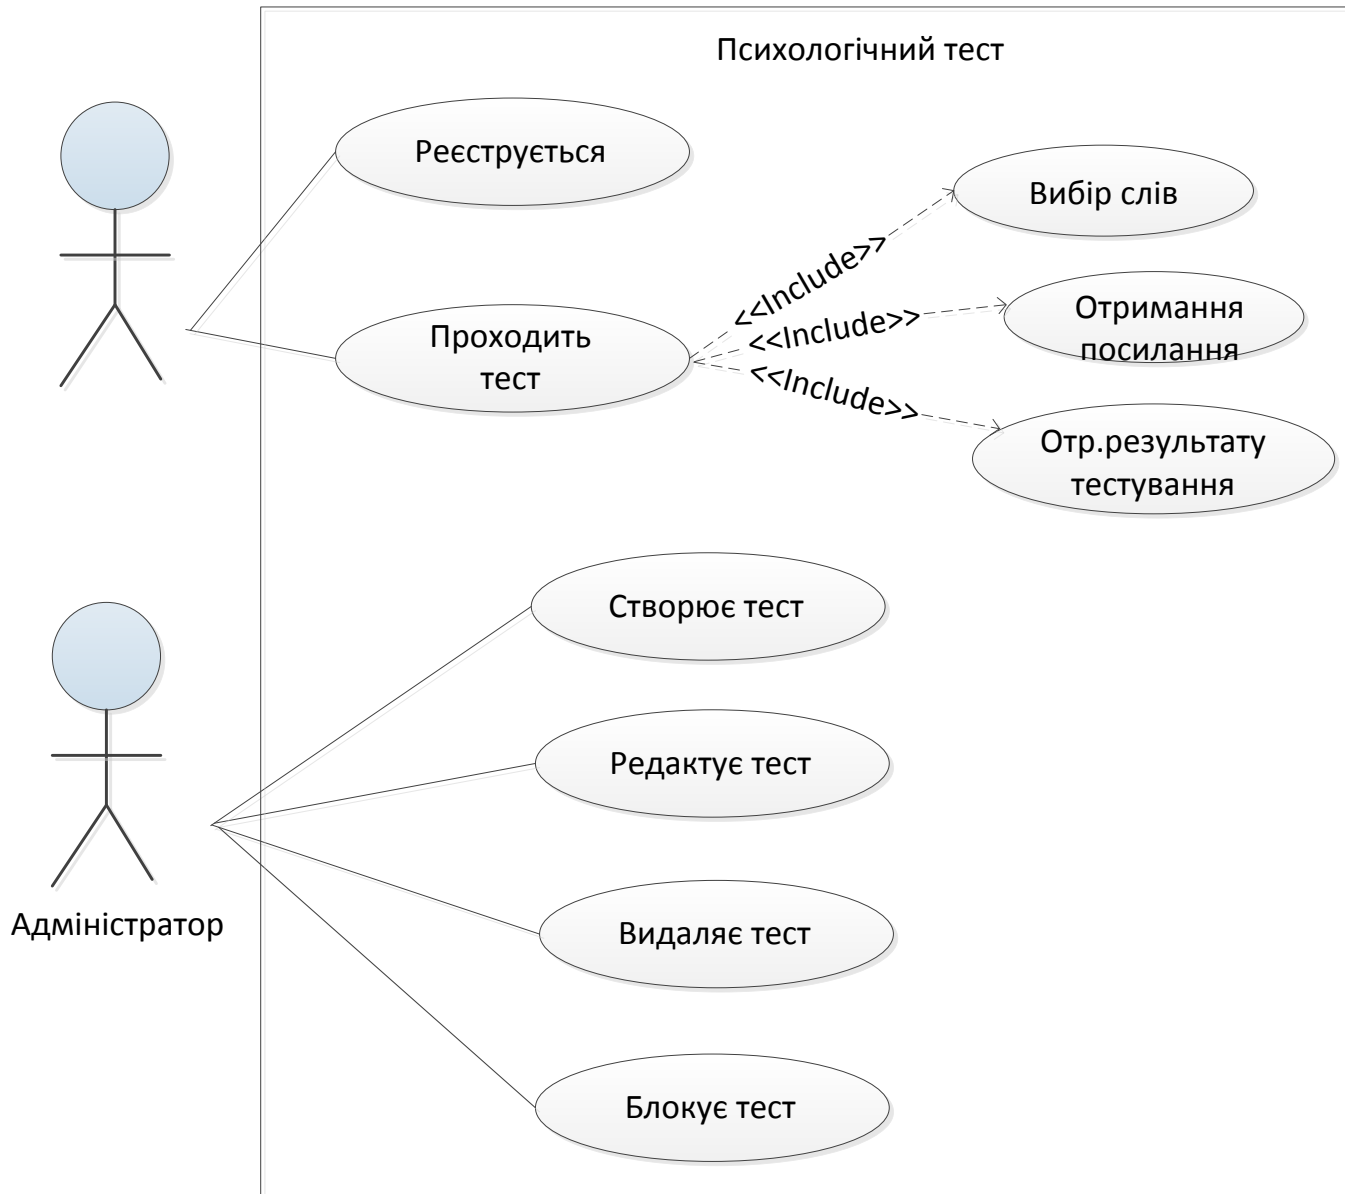 Психологічний тест
Реєструється
Вибір слів
<<Include>>
Отримання
посилання
<<Include>>
Проходить
тест
<<Include>>
Отр.результату
тестування
Створює тест
Редактує тест
Адміністратор
Видаляє тест
Блокує тест